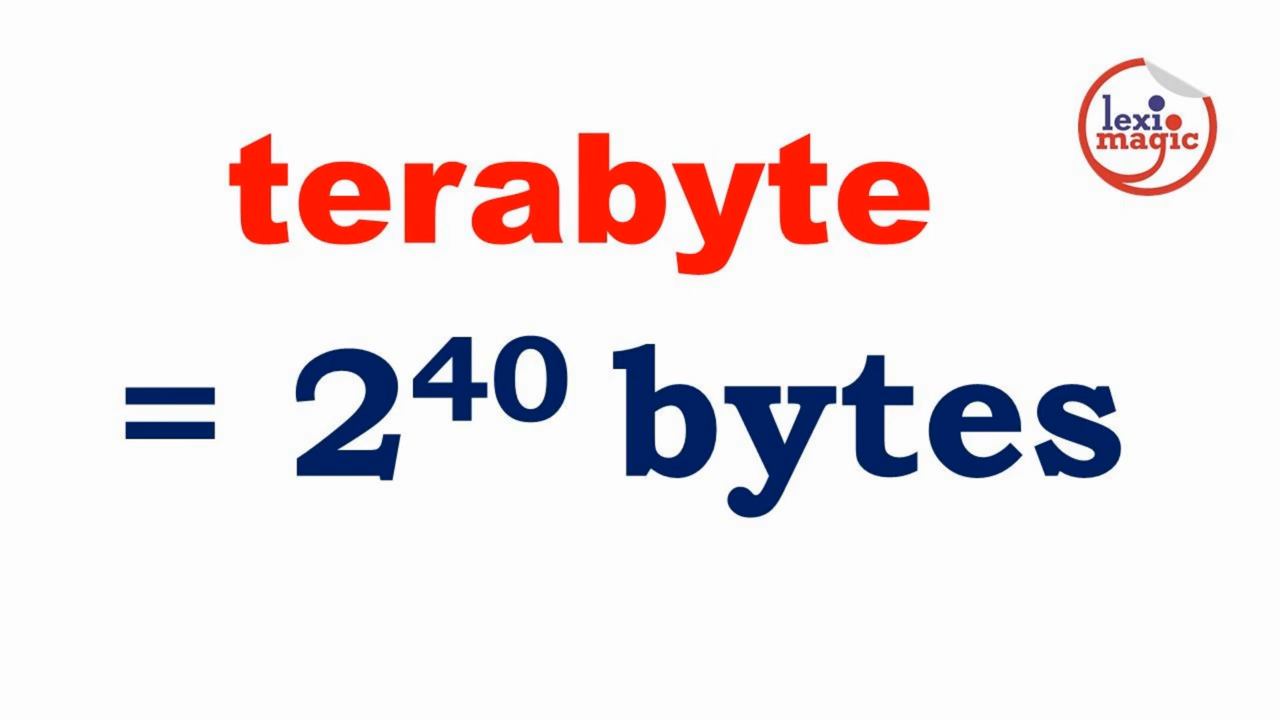 lexi
magic
terabyte
= 2⁴⁰ bytes